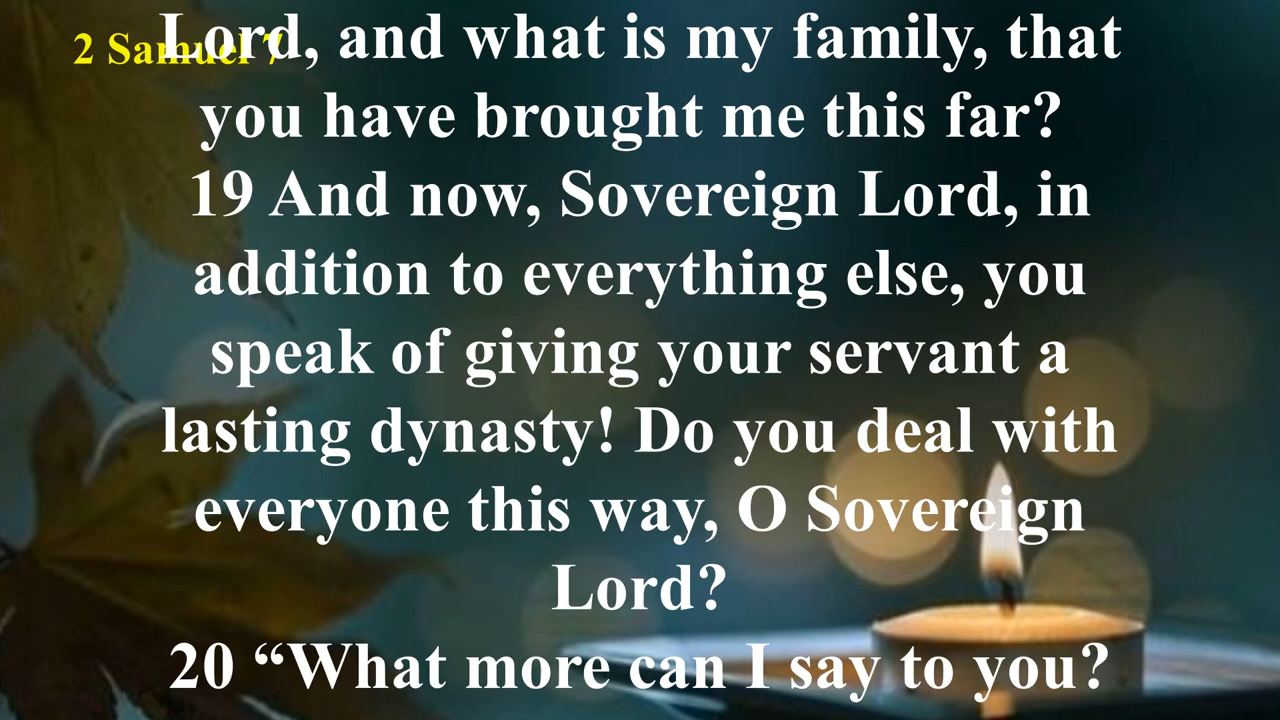 2 Samuel 7
Lord, and what is my family, that
you have brought me this far?
19 And now, Sovereign Lord, in
addition to everything else, you
speak of giving your servant a
lasting dynasty! Do you deal with
everyone this way, O Sovereign
Lord?
20 “What more can I say to you?